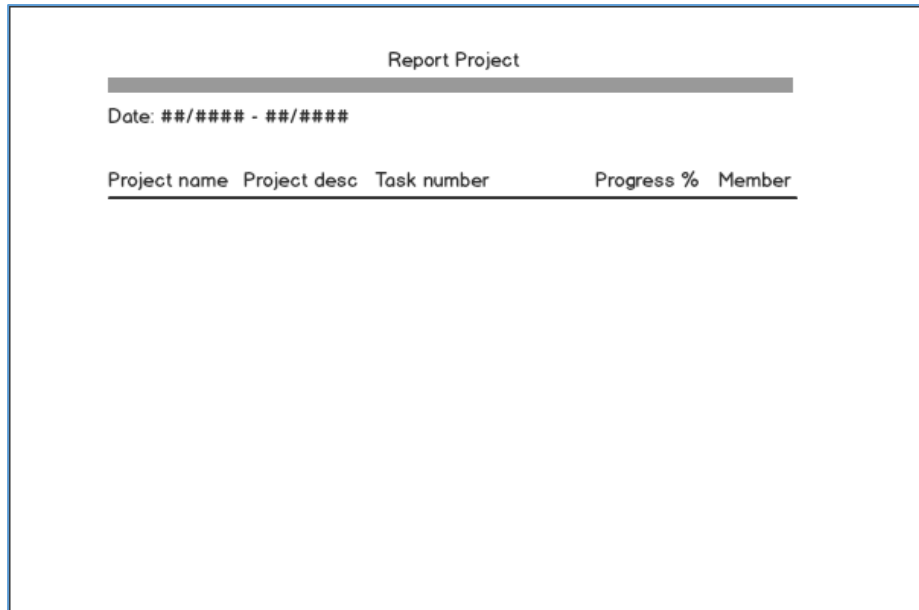 Report Project
Date: ##/#### - ##/####
Project name Project desc Task number Progress % Member